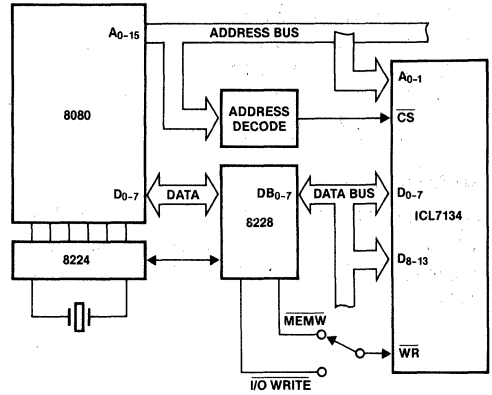 A0-15
ADDRESS BUS
8080
ADDRESS
DECODE
A0-1
CS
D0-7
DATA
DB0-7
DATA BUS
D0-7
8228
ICL7134
8224
D8-13
MEMW
WR
I/O WRITE